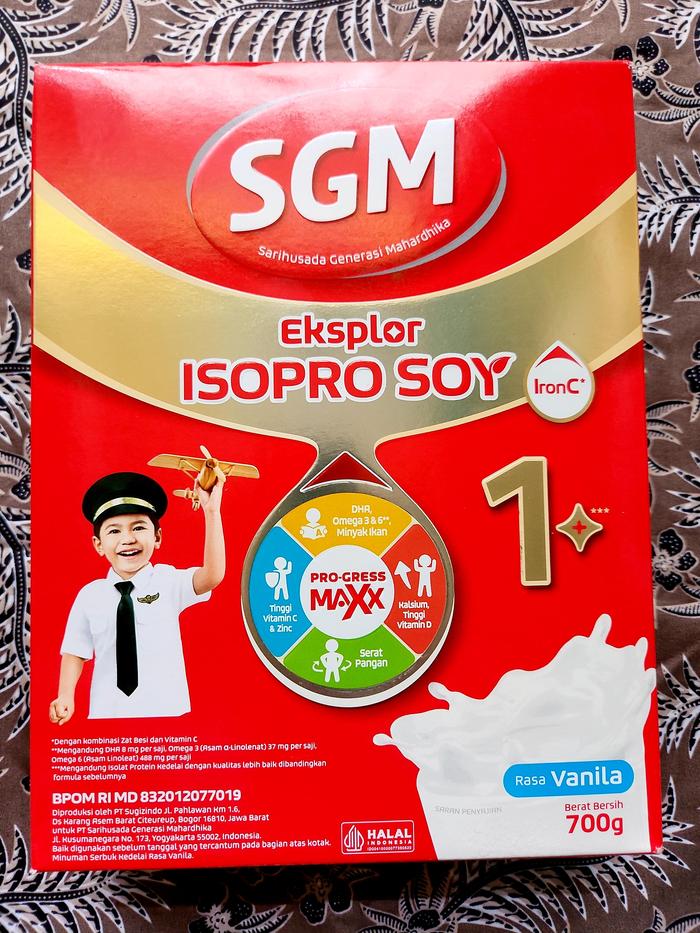 SGM
Sarihusada Generasi Mahardhika
Eksplor
ISOPRO SOY
IronC*
1+***
DHA,
Omega 3 & 6**,
Minyak Ikan
Tinggi
Vitamin C
& Zinc
PRO-GRESS
MAXX
Kalsium,
Tinggi
Vitamin D
Serat
Pangan
*Dengan kombinasi Zat Besi dan Vitamin C
**Mengandung DHA 8 mg per saji, Omega 3 (Asam α-Linolenat) 37 mg per saji,
Omega 6 (Asam Linoleat) 488 mg per saji
***Mengandung Isolat Protein Kedelai dengan kualitas lebih baik dibandingkan
formula sebelumnya
BPOM RI MD 832012077019
Diproduksi oleh PT Sugizindo Jl. Pahlawan Km 1.6,
Ds Karang Asem Barat Citeureup, Bogor 16810, Jawa Barat
untuk PT Sarihusada Generasi Mahardhika
Jl. Kusumanegara No. 173, Yogyakarta 55002, Indonesia.
Baik digunakan sebelum tanggal yang tercantum pada bagian atas kotak.
Minuman Serbuk Kedelai Rasa Vanila.
HALAL
INDONESIA
SARAN PENYAJIAN
Rasa Vanila
Berat Bersih
700g